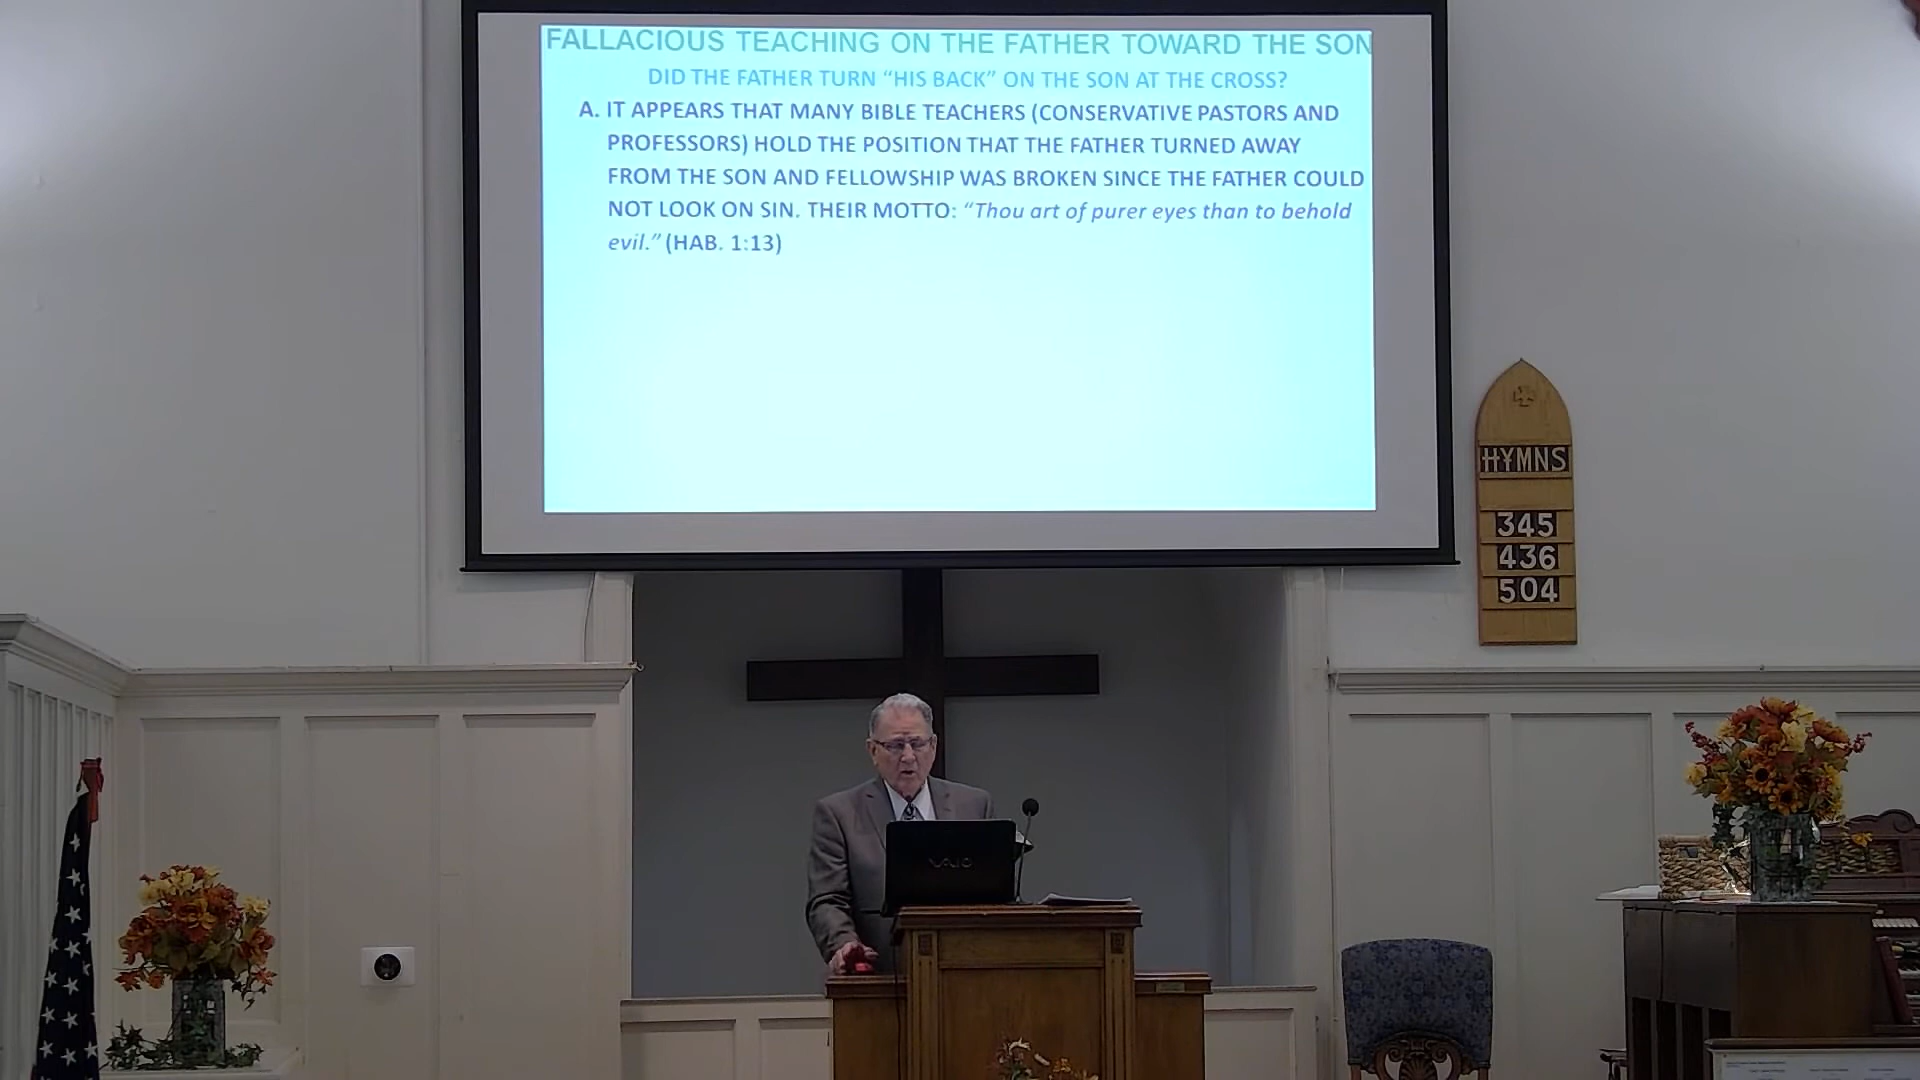 FALLACIOUS TEACHING ON THE FATHER TOWARD THE SON
DID THE FATHER TURN “HIS BACK” ON THE SON AT THE CROSS?
A. IT APPEARS THAT MANY BIBLE TEACHERS (CONSERVATIVE PASTORS AND
PROFESSORS) HOLD THE POSITION THAT THE FATHER TURNED AWAY
FROM THE SON AND FELLOWSHIP WAS BROKEN SINCE THE FATHER COULD
NOT LOOK ON SIN. THEIR MOTTO: “Thou art of purer eyes than to behold
evil.” (HAB. 1:13)
HYMNS
345
436
504
VAIO